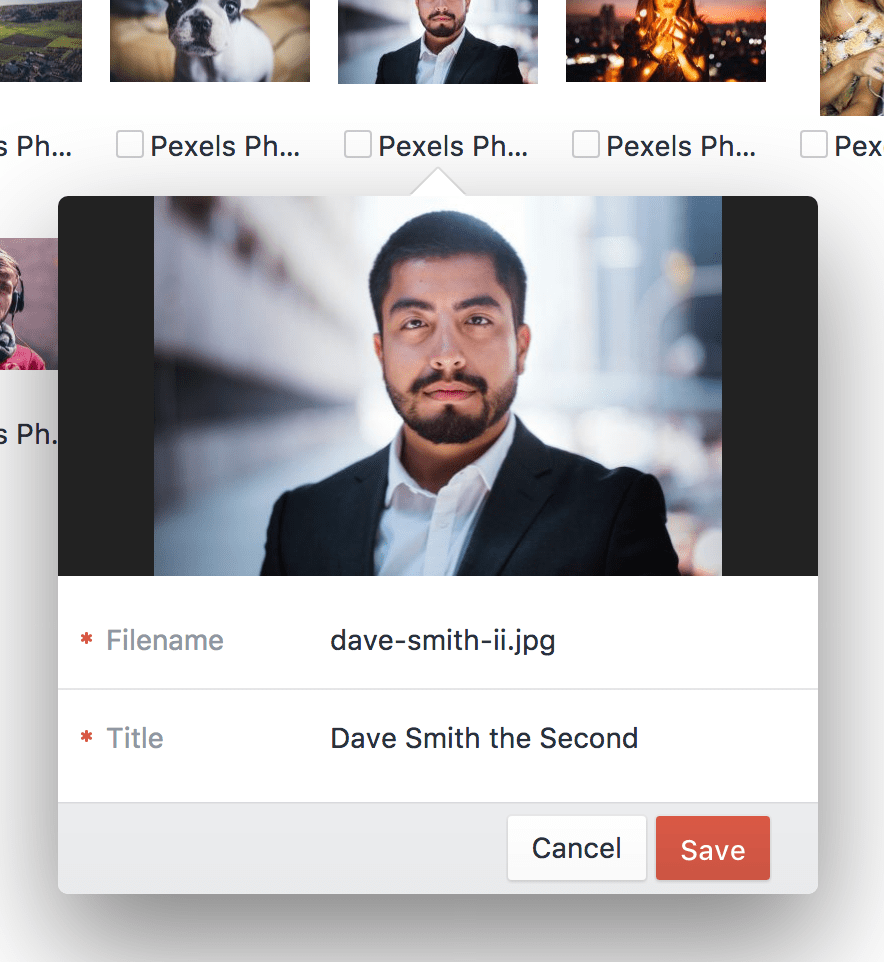 s Ph...
Pexels Ph...
Pexels Ph...
Pexels Ph...
Pexe
s Ph.
* Filename dave-smith-ii.jpg
* Title Dave Smith the Second
Cancel Save